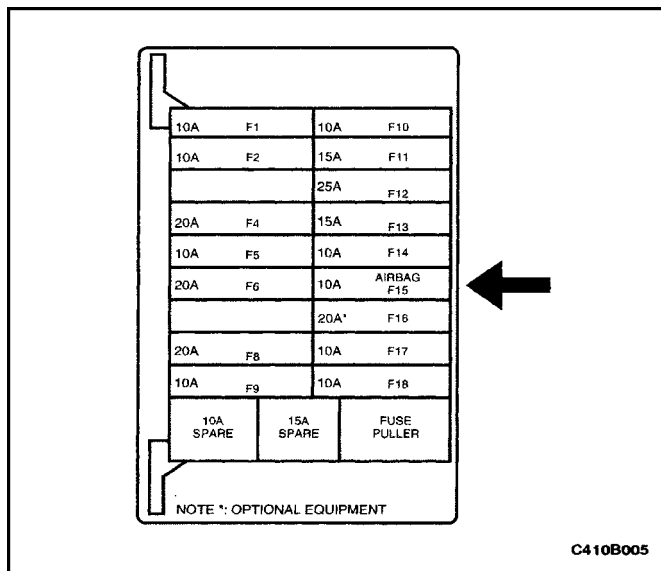 10A F1 10A F10
10A F2 15A F11
25A F12
20A F4 15A F13
10A F5 10A F14
20A F6 10A AIRBAG F15
20A* F16
20A F8 10A F17
10A F9 10A F18
10A SPARE 15A SPARE FUSE PULLER
NOTE *: OPTIONAL EQUIPMENT
C410B005